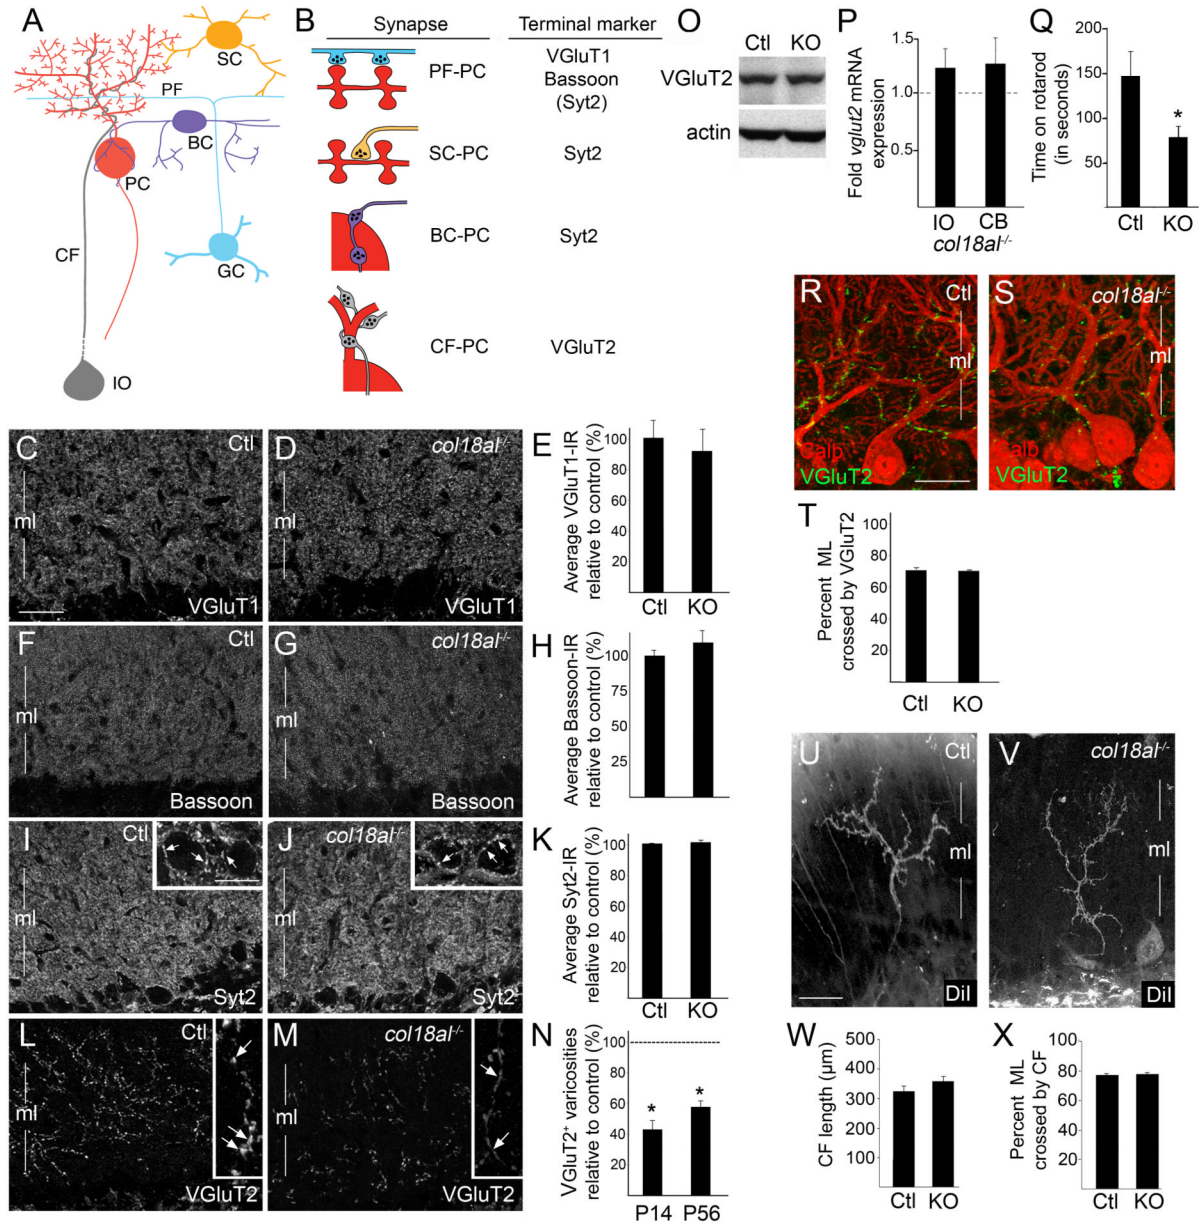 A
SC
PF
BC
PC
CF
GC
IO
B
Synapse
Terminal marker
PF-PC
VGluT1
Bassoon
(Syt2)
SC-PC
Syt2
BC-PC
Syt2
CF-PC
VGluT2
O
Ctl KO
VGluT2
actin
P
Fold vglut2 mRNA
expression
1.5
1.0
0.5
IO CB
col18al-/-
Q
Time on rotarod
(in seconds)
200
150
100
50
*
Ctl KO
R
Ctl
ml
Calb
VGluT2
S
col18al-/-
ml
C
Ctl
ml
VGluT1
D
col18al-/-
VGluT1
E
Average VGluT1-IR
relative to control (%)
100
80
60
40
20
Ctl KO
T
Percent ML
crossed by VGluT2
100
80
60
40
20
Ctl KO
F
Ctl
ml
Bassoon
G
col18al-/-
ml
Bassoon
H
Average Bassoon-IR
relative to control (%)
100
75
50
25
U
Ctl
ml
DiI
V
col18al-/-
ml
DiI
I
Ctl
ml
Syt2
J
col18al-/-
ml
Syt2
K
Average Syt2-IR
relative to control (%)
100
80
60
40
20
Ctl KO
L
Ctl
ml
VGluT2
M
col18al-/-
ml
VGluT2
N
VGluT2+ varicosities
relative to control (%)
100
80
60
40
20
*
*
P14 P56
W
CF length (µm)
500
400
300
200
100
Ctl KO
X
Percent ML
crossed by CF
100
80
60
40
20
Ctl KO